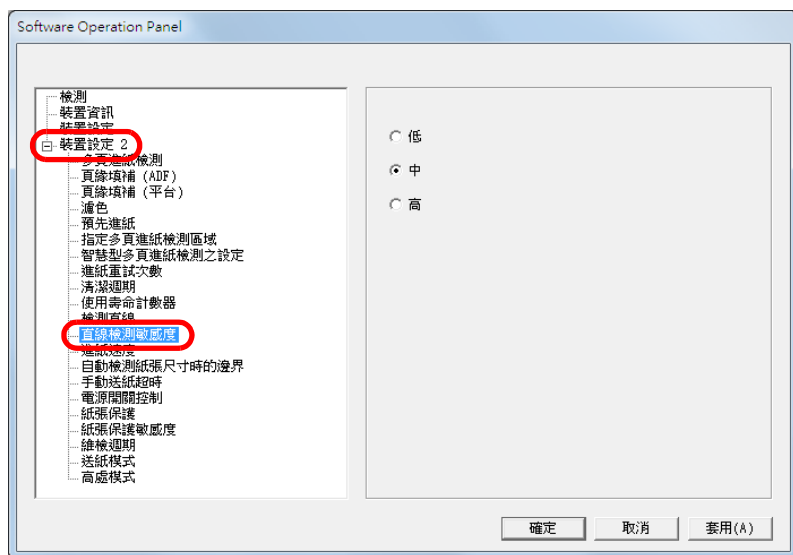 Software Operation Panel
檢測
裝置資訊
裝置設定
裝置設定 2
多頁進紙檢測
頁緣填補 (ADF)
頁緣填補 (平台)
濾色
預先進紙
指定多頁進紙檢測區域
智慧型多頁進紙檢測之設定
進紙重試次數
清潔週期
使用壽命計數器
檢測直線
直線檢測敏感度
進紙速度
自動檢測紙張尺寸時的邊界
手動送紙超時
電源開關控制
紙張保護
紙張保護敏感度
維檢週期
送紙模式
高處模式
低
中
高
確定
取消
套用(A)